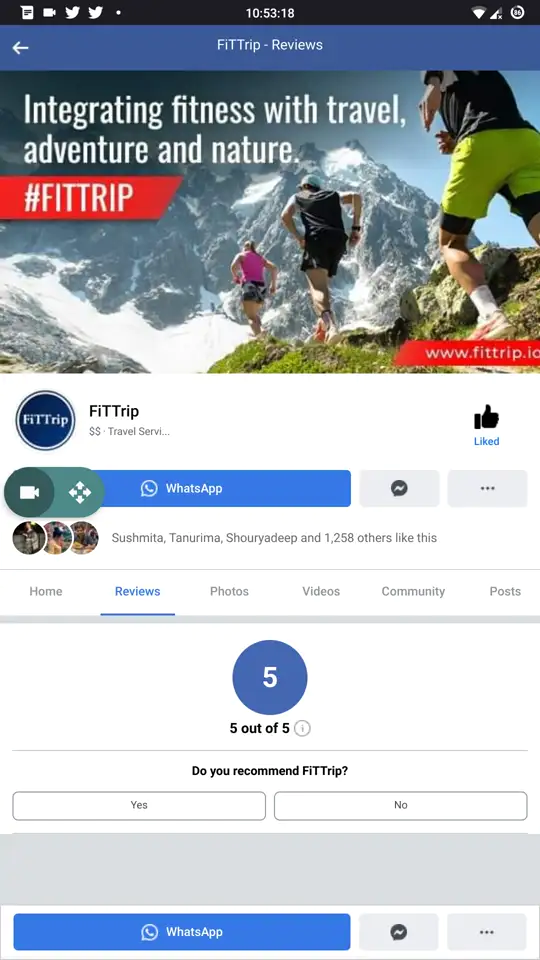 10:53:18
86
FiTTrip - Reviews
Integrating fitness with travel,
adventure and nature.
#FITTRIP
www.fittrip.io
FiTTrip
FiTTrip
$$ · Travel Servi...
Liked
WhatsApp
Sushmita, Tanurima, Shouryadeep and 1,258 others like this
Home Reviews Photos Videos Community Posts
5
5 out of 5
Do you recommend FiTTrip?
Yes No
WhatsApp